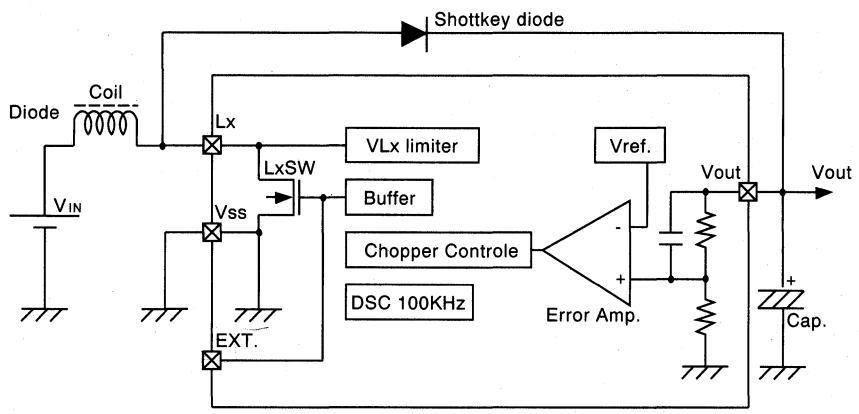 Shottkey diode
Diode
Coil
Lx
VLx limiter
Vref.
LxSW
Vout
Vout
Buffer
VIN
Vss
Chopper Controle
-
+
DSC 100KHz
Error Amp.
+
Cap.
EXT.